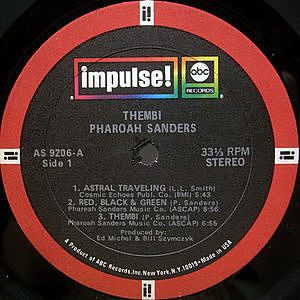 impulse!
abc
RECORDS
THEMBI
PHAROAH SANDERS
AS 9206-A
Side 1
33⅓ RPM
STEREO
1. ASTRAL TRAVELING (L.L. Smith)
Cosmic Echoes Publ. Co. (BMI) 5:43
2. RED, BLACK & GREEN (P. Sanders)
Pharoah Sanders Music Co. (ASCAP) 8:56
3. THEMBI (P. Sanders)
Pharoah Sanders Music Co. (ASCAP) 6:55
Produced by:
Ed Michel & Bill Szymczyk
A Product of ABC Records, Inc. New York, N.Y. 10019 • Made in USA